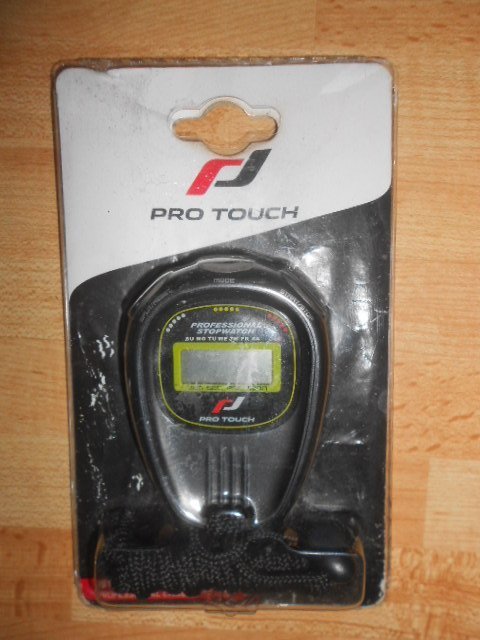 PRO TOUCH
MODE
PROFESSIONAL
STOPWATCH
SU MO TU WE TH FR SA
PRO TOUCH